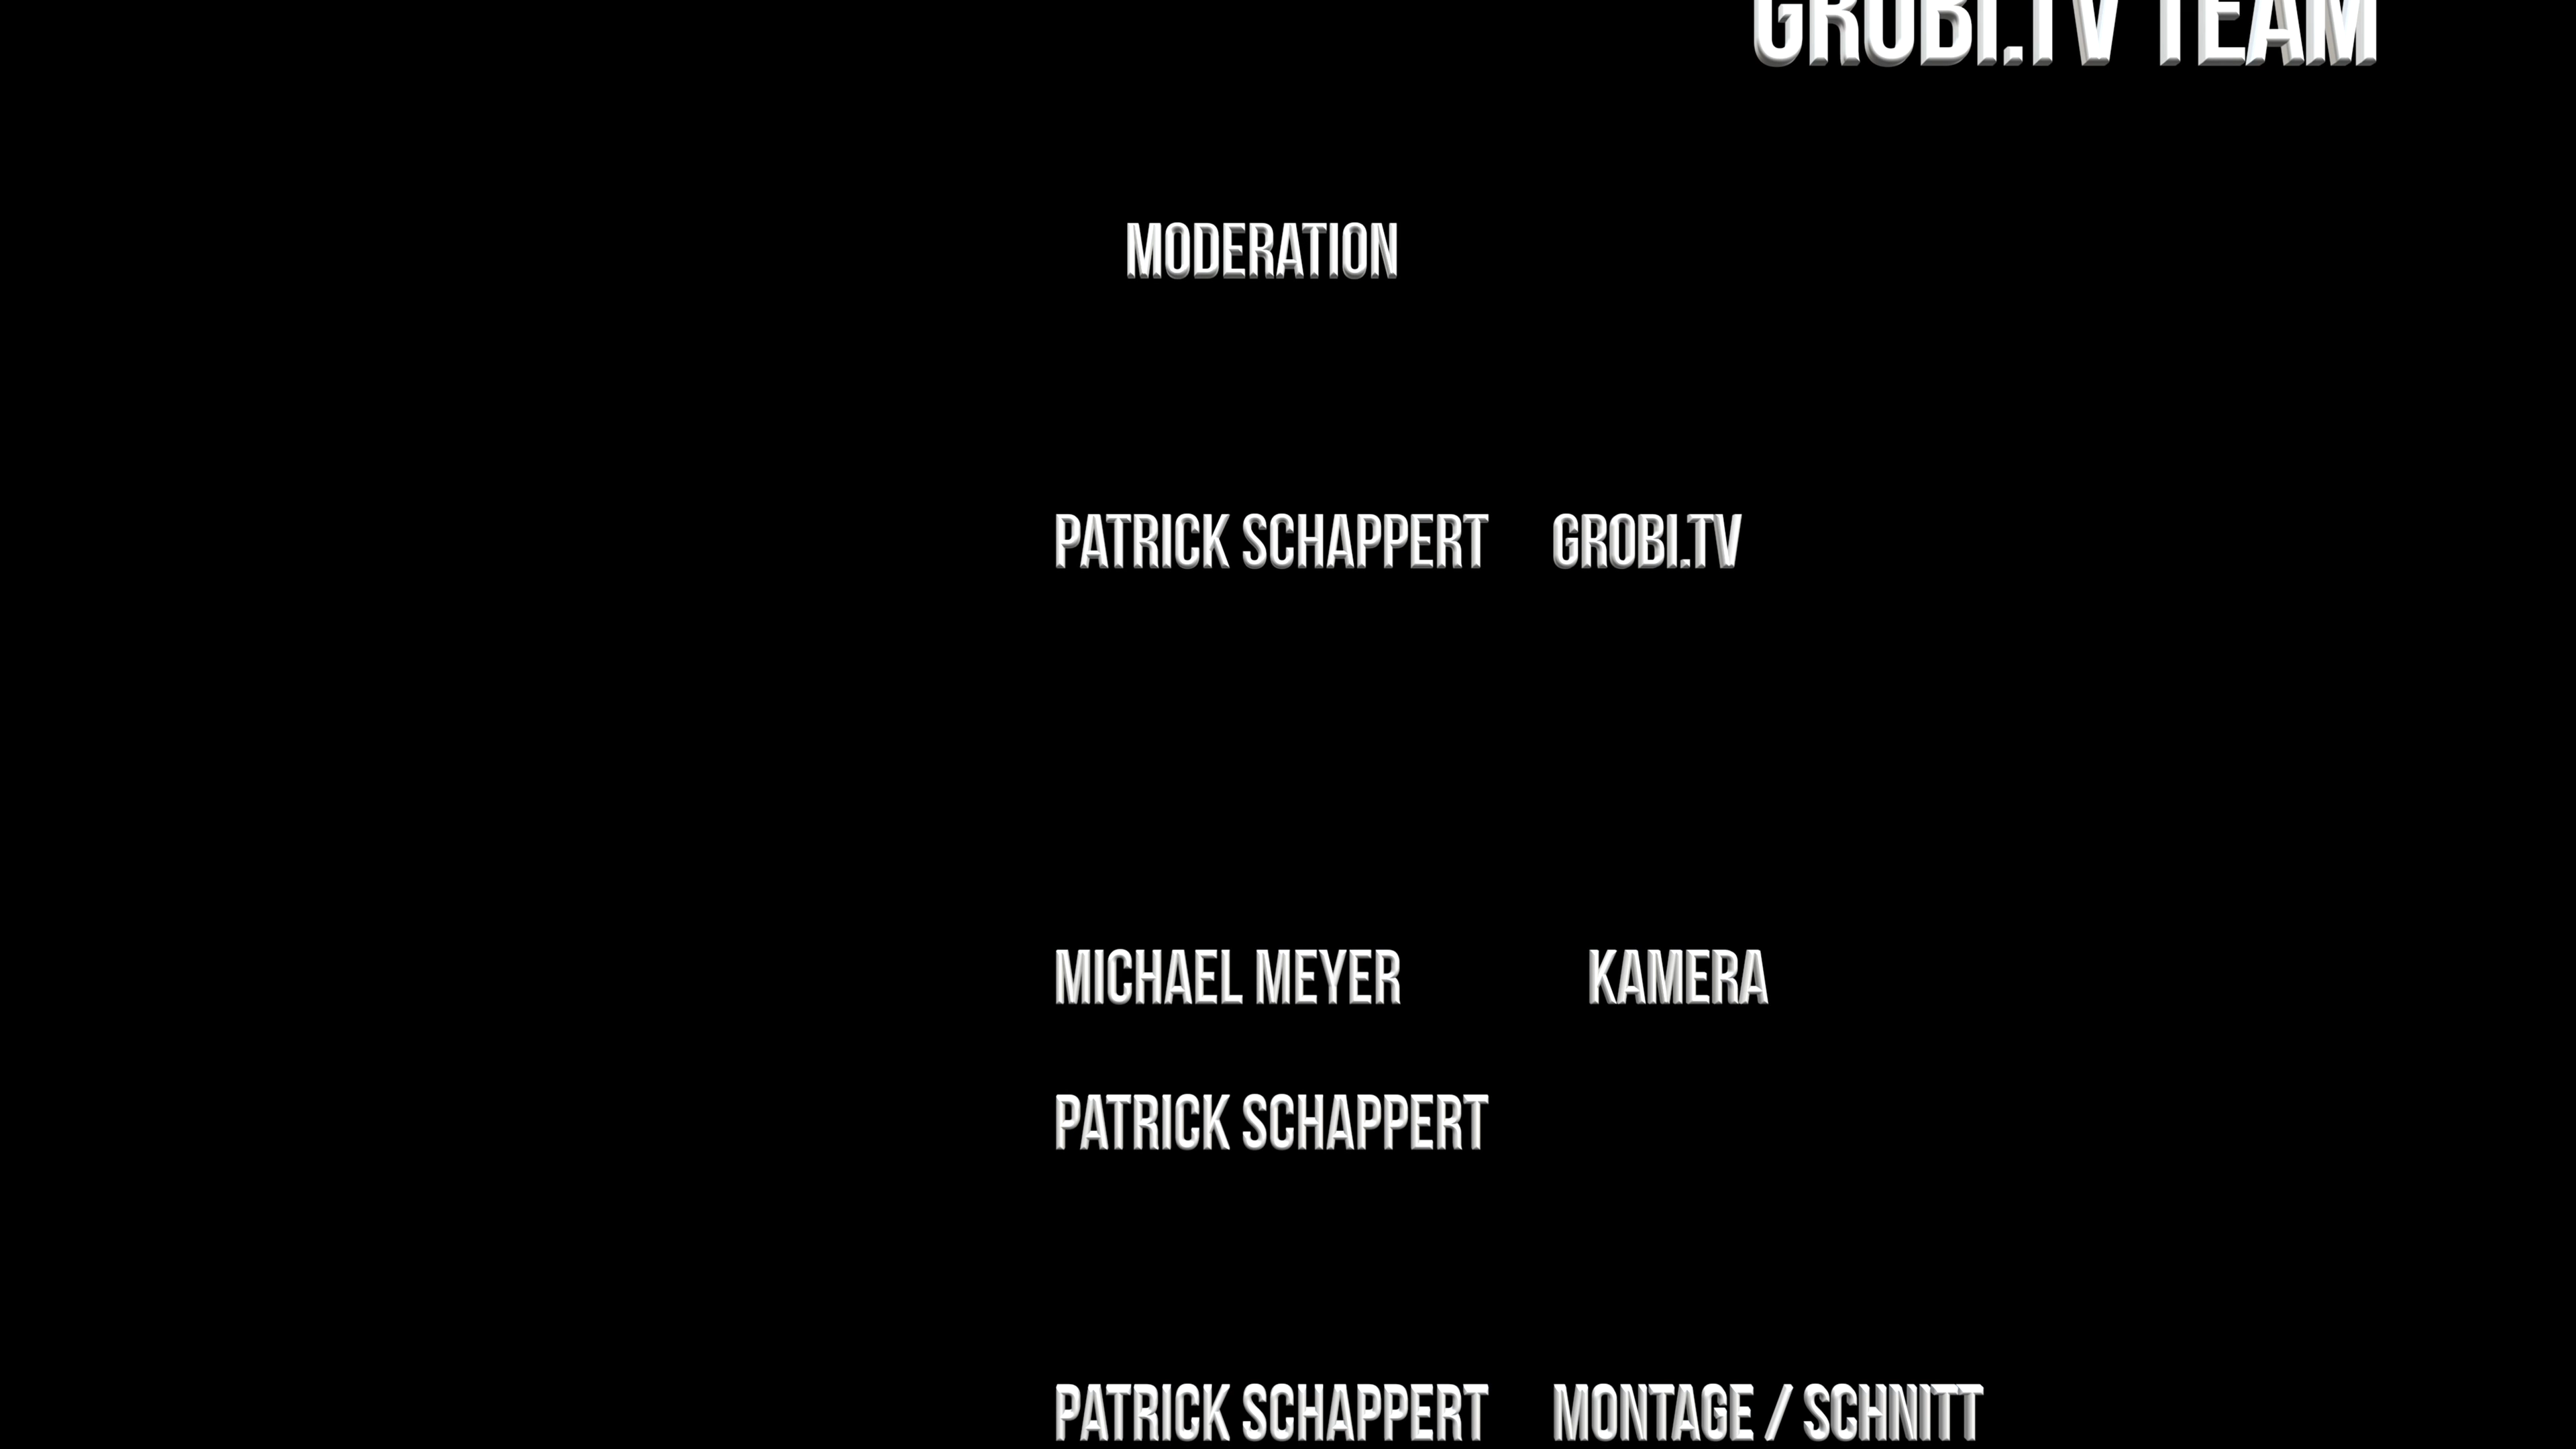 GROBI.TV TEAM
MODERATION
PATRICK SCHAPPERT GROBI.TV
MICHAEL MEYER KAMERA
PATRICK SCHAPPERT
PATRICK SCHAPPERT MONTAGE / SCHNITT